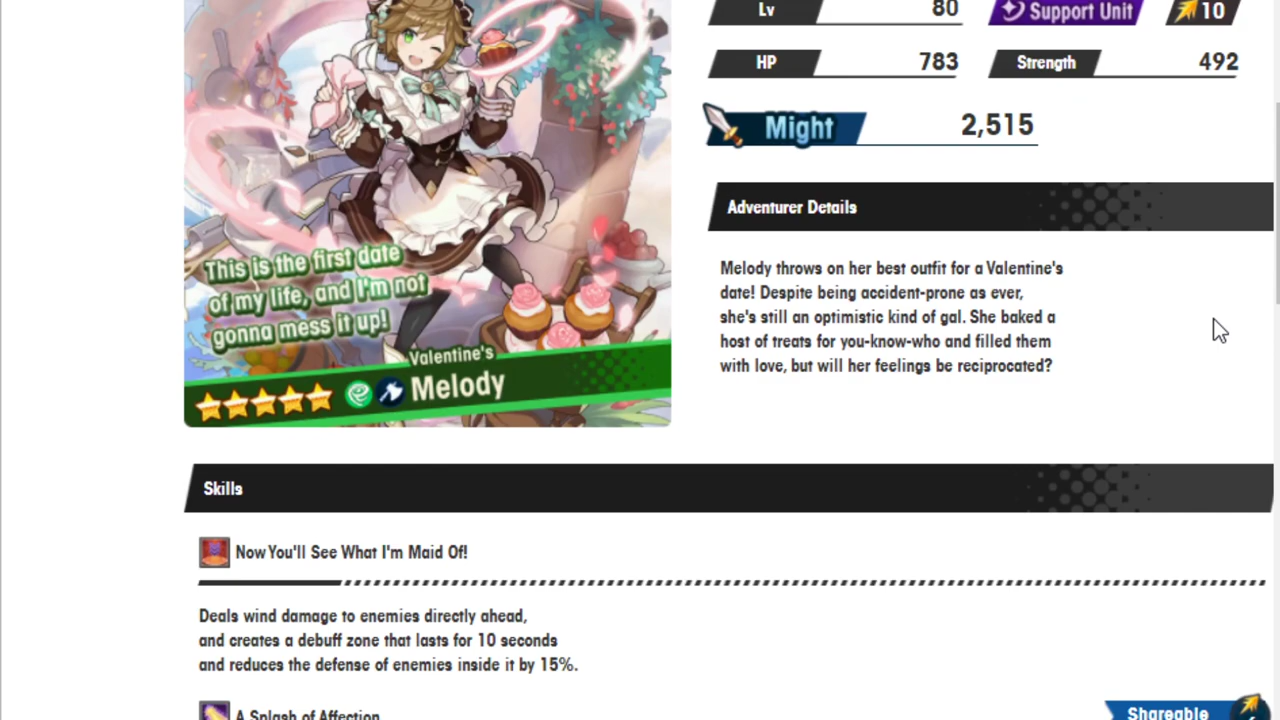 Lv 80 Support Unit 10
HP 783 Strength 492
Might 2,515
Adventurer Details
Melody throws on her best outfit for a Valentine's
date! Despite being accident-prone as ever,
she's still an optimistic kind of gal. She baked a
host of treats for you-know-who and filled them
with love, but will her feelings be reciprocated?
This is the first date
of my life, and I'm not
gonna mess it up!
Valentine's
Melody
Skills
Now You'll See What I'm Maid Of!
Deals wind damage to enemies directly ahead,
and creates a debuff zone that lasts for 10 seconds
and reduces the defense of enemies inside it by 15%.
A Splash of Affection
Shareable